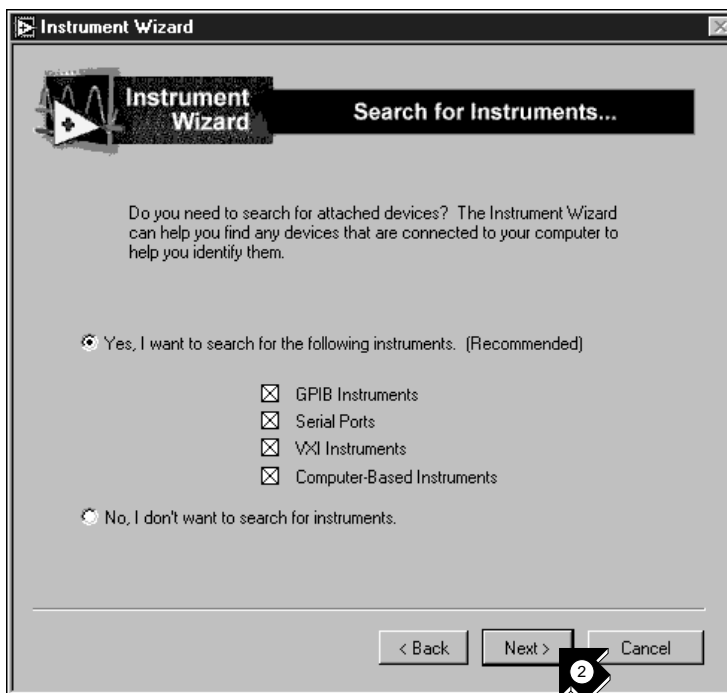 Instrument Wizard
Instrument
Wizard
Search for Instruments...
Do you need to search for attached devices? The Instrument Wizard
can help you find any devices that are connected to your computer to
help you identify them.
Yes, I want to search for the following instruments. (Recommended)
GPIB Instruments
Serial Ports
VXI Instruments
Computer-Based Instruments
No, I don't want to search for instruments.
< Back Next > Cancel
2